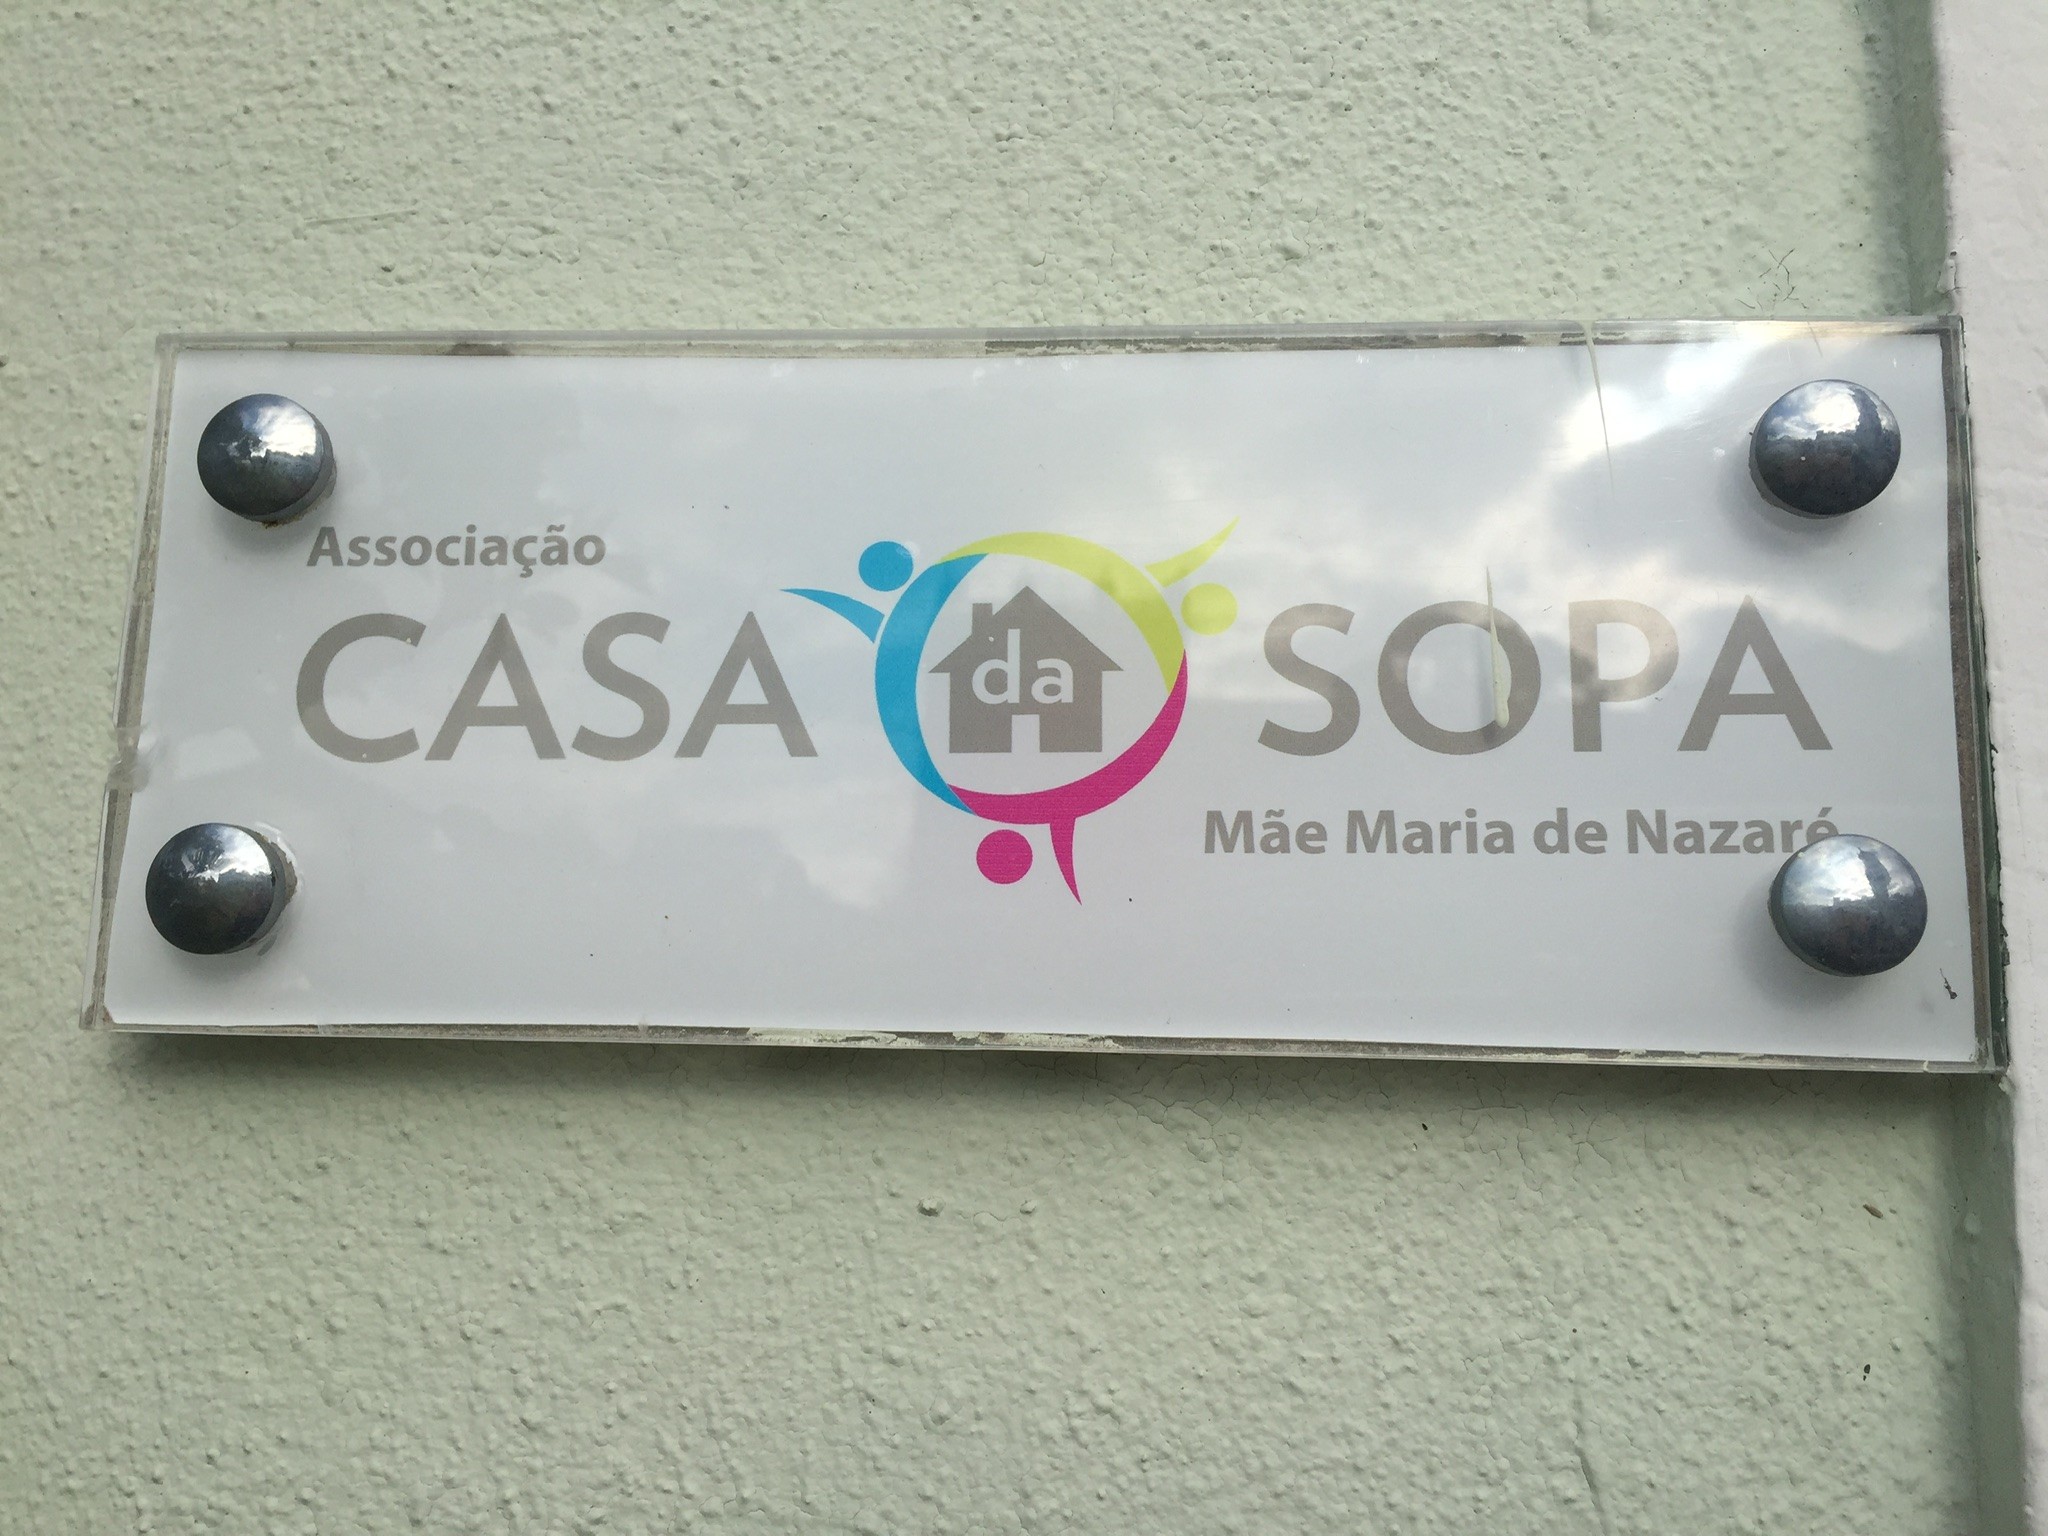 Associação
CASA da SOPA
Mãe Maria de Nazaré